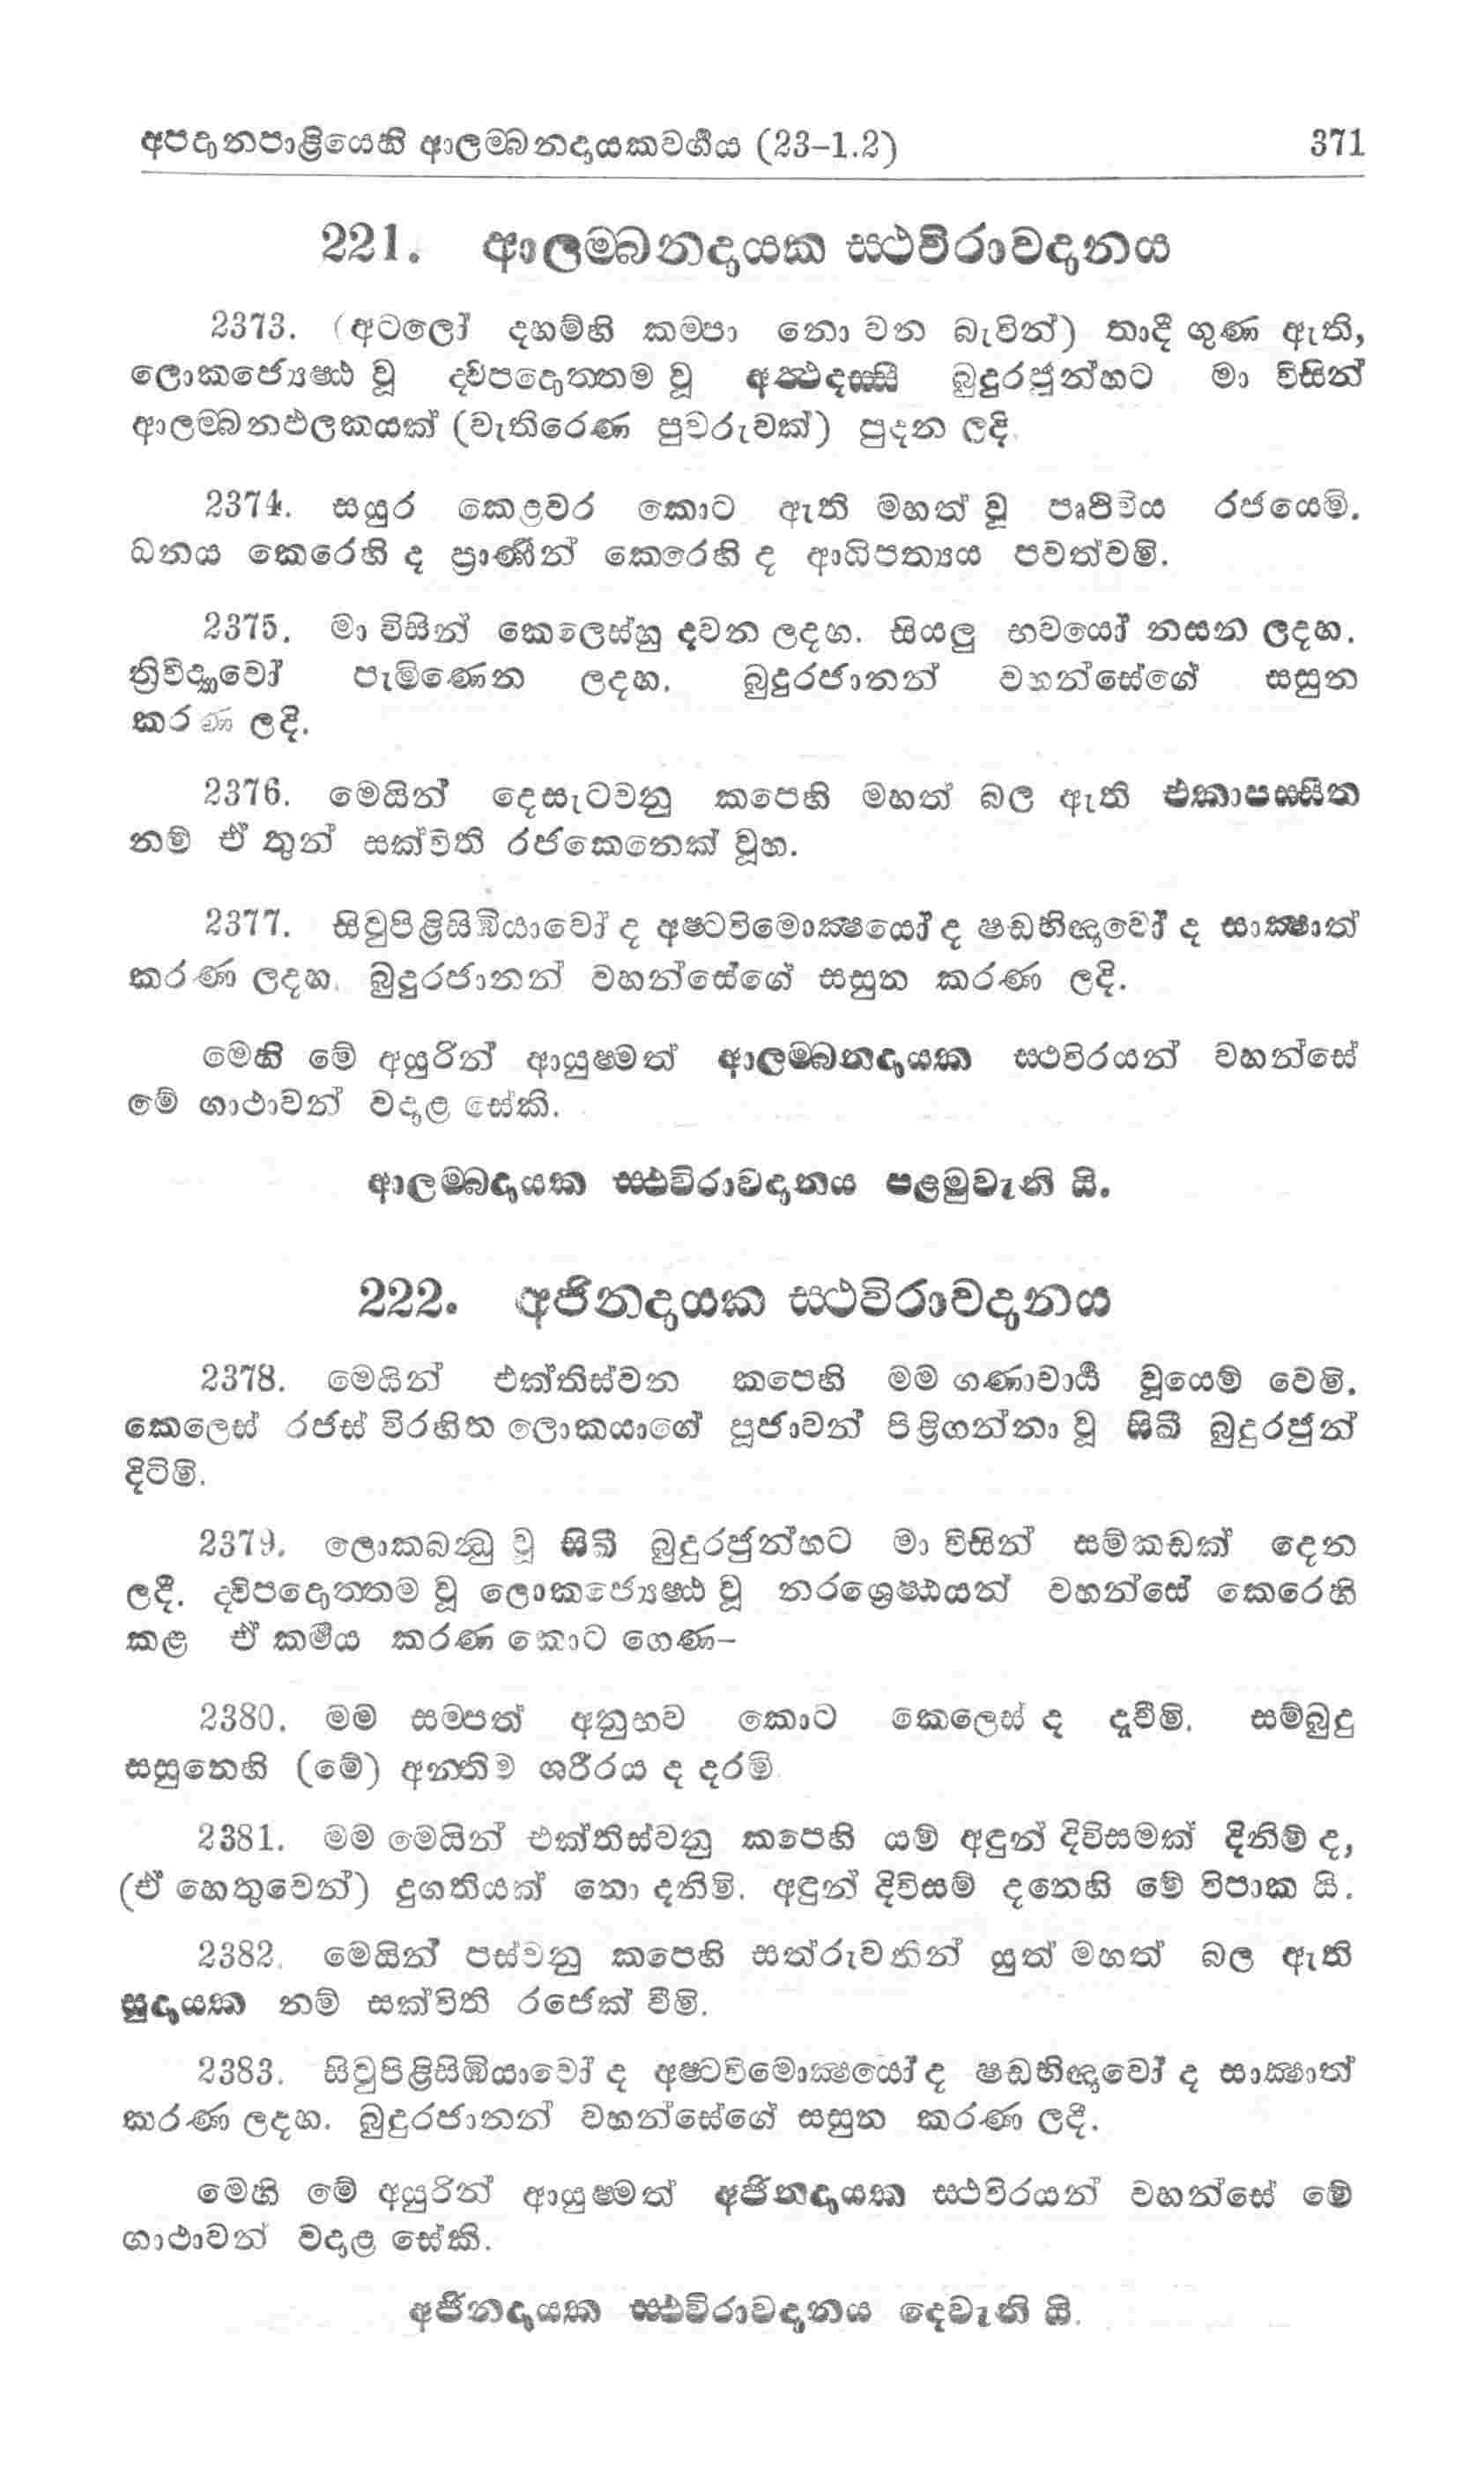 අපදානපාළියෙහි ආලම්බනදායකවර්ගය (23-1.2) 371
221. ආලම්බනදායක ස්ථවිරාවදානය
2373. (අටලෝ දහම්හි කම්පා නො වන බැවින්) තාදී ගුණ ඇති,
ලොකජ්‍යෙෂ්ඨ වූ ද්විපදොත්තම වූ අත්ථදස්සී බුදුරජුන්හට මා විසින්
ආලම්බනඵලකයක් (වැතිරෙණ පුවරුවක්) පුදන ලදි.
2374. සයුර කෙළවර කොට ඇති මහත් වූ පෘථිවිය රජයෙමි.
ධනය කෙරෙහි ද ප්‍රාණීන් කෙරෙහි ද ආධිපත්‍යය පවත්වමි.
2375. මා විසින් කෙලෙස්හු දවන ලදහ. සියලු භවයෝ නසන ලදහ.
ත්‍රිවිද්‍යාවෝ පැමිණෙන ලදහ. බුදුරජානන් වහන්සේගේ සසුන
කරණ ලදි.
2376. මෙයින් දෙසැටවනු කපෙහි මහත් බල ඇති එකාපස්සිත
නම් ඒ තුන් සක්විති රජකෙනෙක් වූහ.
2377. සිවුපිළිසිඹියාවෝ ද අෂ්ටවිමොක්‍ෂයෝ ද ෂඩභිඥාවෝ ද සාක්‍ෂාත්
කරණ ලදහ. බුදුරජානන් වහන්සේගේ සසුන කරණ ලදි.
මෙහි මේ අයුරින් ආයුෂ්මත් ආලම්බනදායක ස්ථවිරයන් වහන්සේ
මේ ගාථාවන් වදාළ සේකි.
ආලම්බදායක ස්ථවිරාවදානය පළමුවැනි යි.
222. අජිනදායක ස්ථවිරාවදානය
2378. මෙයින් එක්තිස්වන කපෙහි මම ගණාචාර්‍ය්‍ය වූයෙම් වෙමි.
කෙලෙස් රජස් විරහිත ලොකයාගේ පූජාවන් පිළිගන්නා වූ සිඛී බුදුරජුන්
දිටිමි.
2379. ලොකබන්ධු වූ සිඛී බුදුරජුන්හට මා විසින් සම්කඩක් දෙන
ලදී. ද්විපදොත්තම වූ ලොකජ්‍යෙෂ්ඨ වූ නරශ්‍රෙෂ්ඨයන් වහන්සේ කෙරෙහි
කළ ඒ කර්මය කරණ කොට ගෙණ–
2380. මම සම්පත් අනුභව කොට කෙලෙස් ද දැවීමි. සම්බුදු
සසුනෙහි (මේ) අන්තිම ශරීරය ද දරමි.
2381. මම මෙයින් එක්තිස්වනු කපෙහි යම් අඳුන් දිවිසමක් දිනිම් ද,
(ඒ හෙතුවෙන්) දුගතියක් නො දනිමි. අඳුන් දිවිසම් දනෙහි මේ විපාක යි.
2382. මෙයින් පස්වනු කපෙහි සත්රුවනින් යුත් මහත් බල ඇති
සුදායක නම් සක්විති රජෙක් වීමි.
2383. සිවුපිළිසිඹියාවෝ ද අෂ්ටවිමොක්‍ෂයෝ ද ෂඩභිඥාවෝ ද සාක්‍ෂාත්
කරණ ලදහ. බුදුරජානන් වහන්සේගේ සසුන කරණ ලදී.
මෙහි මේ අයුරින් ආයුෂ්මත් අජිනදායක ස්ථවිරයන් වහන්සේ මේ
ගාථාවන් වදාළ සේකි.
අජිනදායක ස්ථවිරාවදානය දෙවැනි යි.